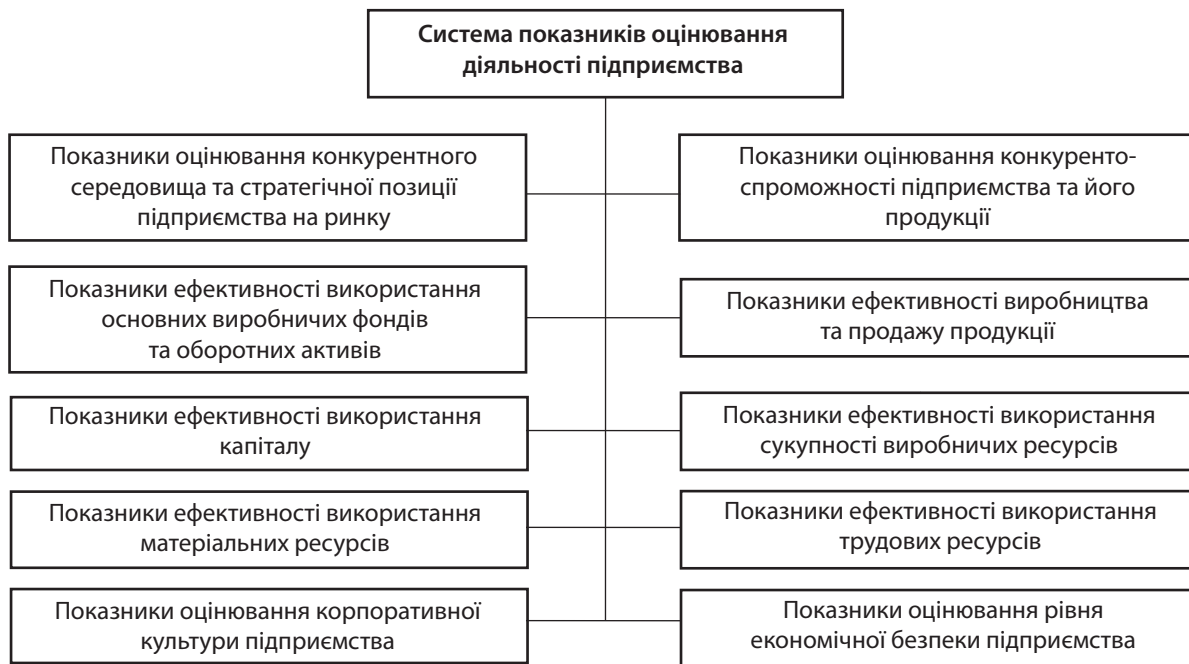 Система показників оцінювання
діяльності підприємства
Показники оцінювання конкурентного
середовища та стратегічної позиції
підприємства на ринку
Показники оцінювання конкуренто-
спроможності підприємства та його
продукції
Показники ефективності використання
основних виробничих фондів
та оборотних активів
Показники ефективності виробництва
та продажу продукції
Показники ефективності використання
капіталу
Показники ефективності використання
сукупності виробничих ресурсів
Показники ефективності використання
матеріальних ресурсів
Показники ефективності використання
трудових ресурсів
Показники оцінювання корпоративної
культури підприємства
Показники оцінювання рівня
економічної безпеки підприємства